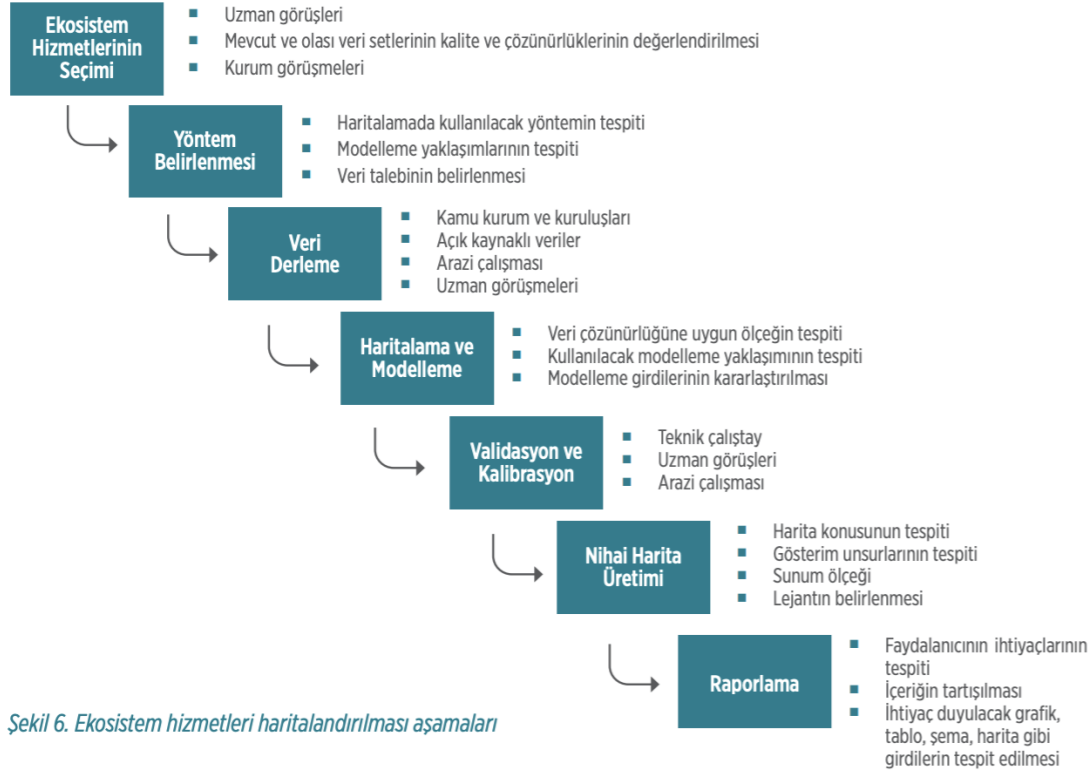 Ekosistem
Hizmetlerinin
Seçimi
Uzman görüşleri
Mevcut ve olası veri setlerinin kalite ve çözünürlüklerinin değerlendirilmesi
Kurum görüşmeleri
Yöntem
Belirlenmesi
Haritalamada kullanılacak yöntemin tespiti
Modelleme yaklaşımlarının tespiti
Veri talebinin belirlenmesi
Veri
Derleme
Kamu kurum ve kuruluşları
Açık kaynaklı veriler
Arazi çalışması
Uzman görüşmeleri
Haritalama ve
Modelleme
Veri çözünürlüğüne uygun ölçeğin tespiti
Kullanılacak modelleme yaklaşımının tespiti
Modelleme girdilerinin kararlaştırılması
Validasyon ve
Kalibrasyon
Teknik çalıştay
Uzman görüşleri
Arazi çalışması
Nihai Harita
Üretimi
Harita konusunun tespiti
Gösterim unsurlarının tespiti
Sunum ölçeği
Lejantın belirlenmesi
Raporlama
Faydalanıcının ihtiyaçlarının
tespiti
İçeriğin tartışılması
İhtiyaç duyulacak grafik,
tablo, şema, harita gibi
girdilerin tespit edilmesi
Şekil 6. Ekosistem hizmetleri haritalandırılması aşamaları